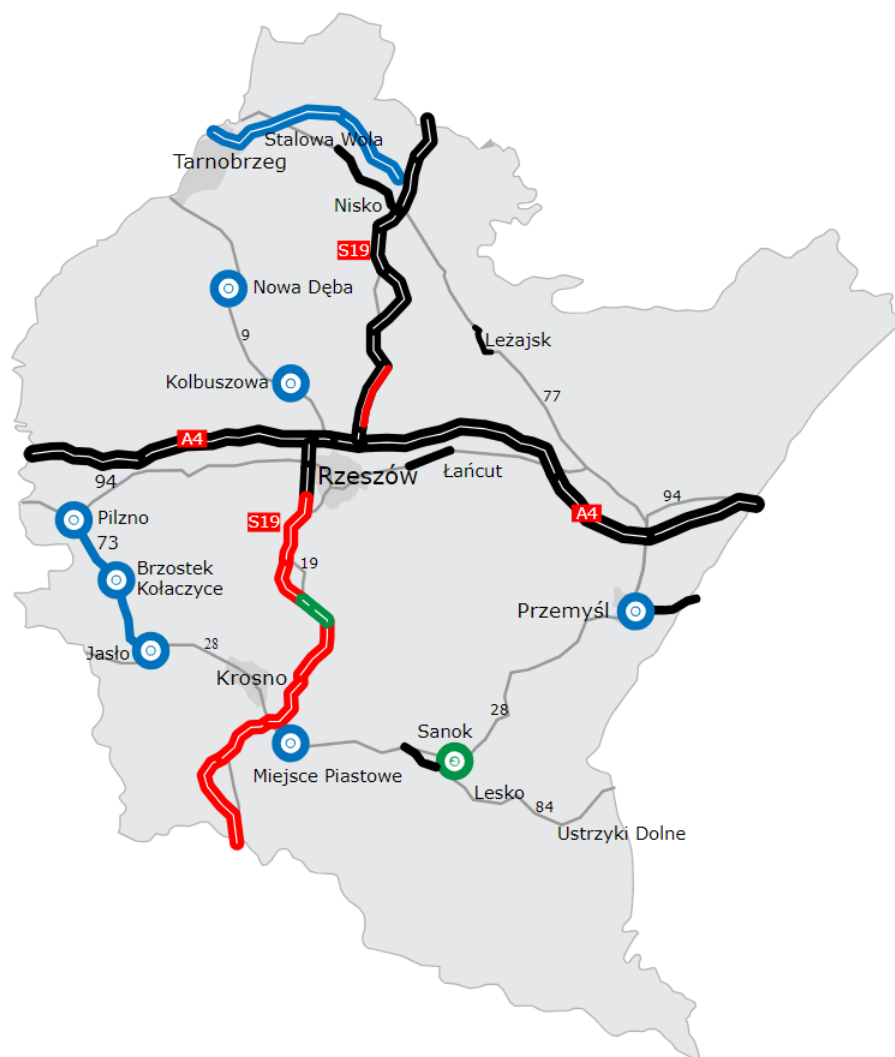 Stalowa Wola
Tarnobrzeg
Nisko
S19
Nowa Dęba
9
Leżajsk
Kolbuszowa
77
A4
Rzeszów
Łańcut
94
94
Pilzno
S19
A4
73
19
Brzostek
Kołaczyce
Przemyśl
Jasło
28
Krosno
28
Sanok
Miejsce Piastowe
Lesko
84
Ustrzyki Dolne